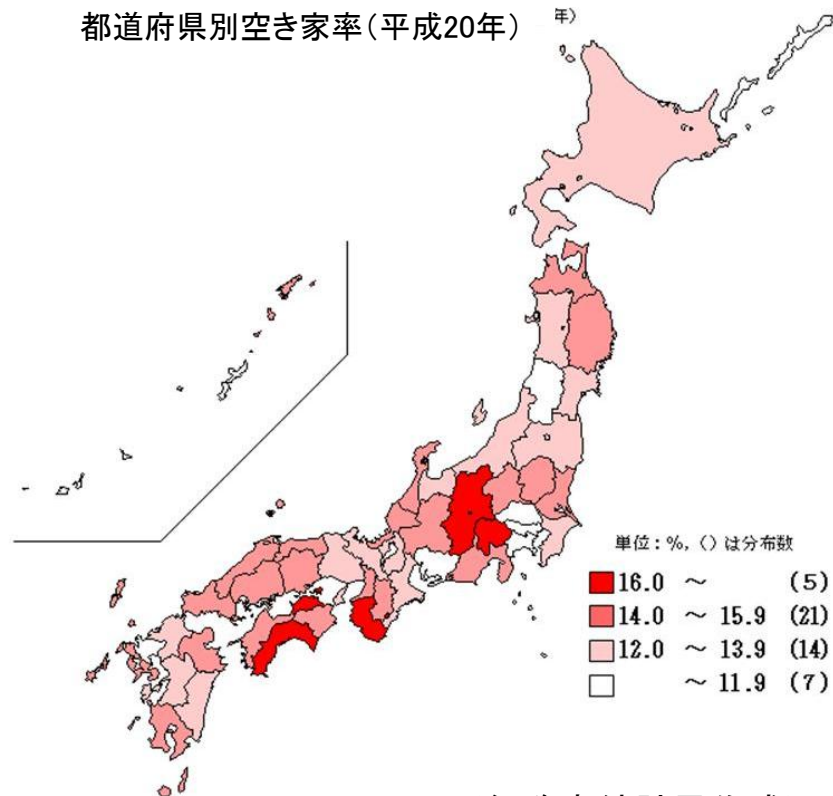 都道府県別空き家率（平成20年）
年）
単位：%，（）は分布数
16.0 ～ （5）
14.0 ～ 15.9 （21）
12.0 ～ 13.9 （14）
～ 11.9 （7）